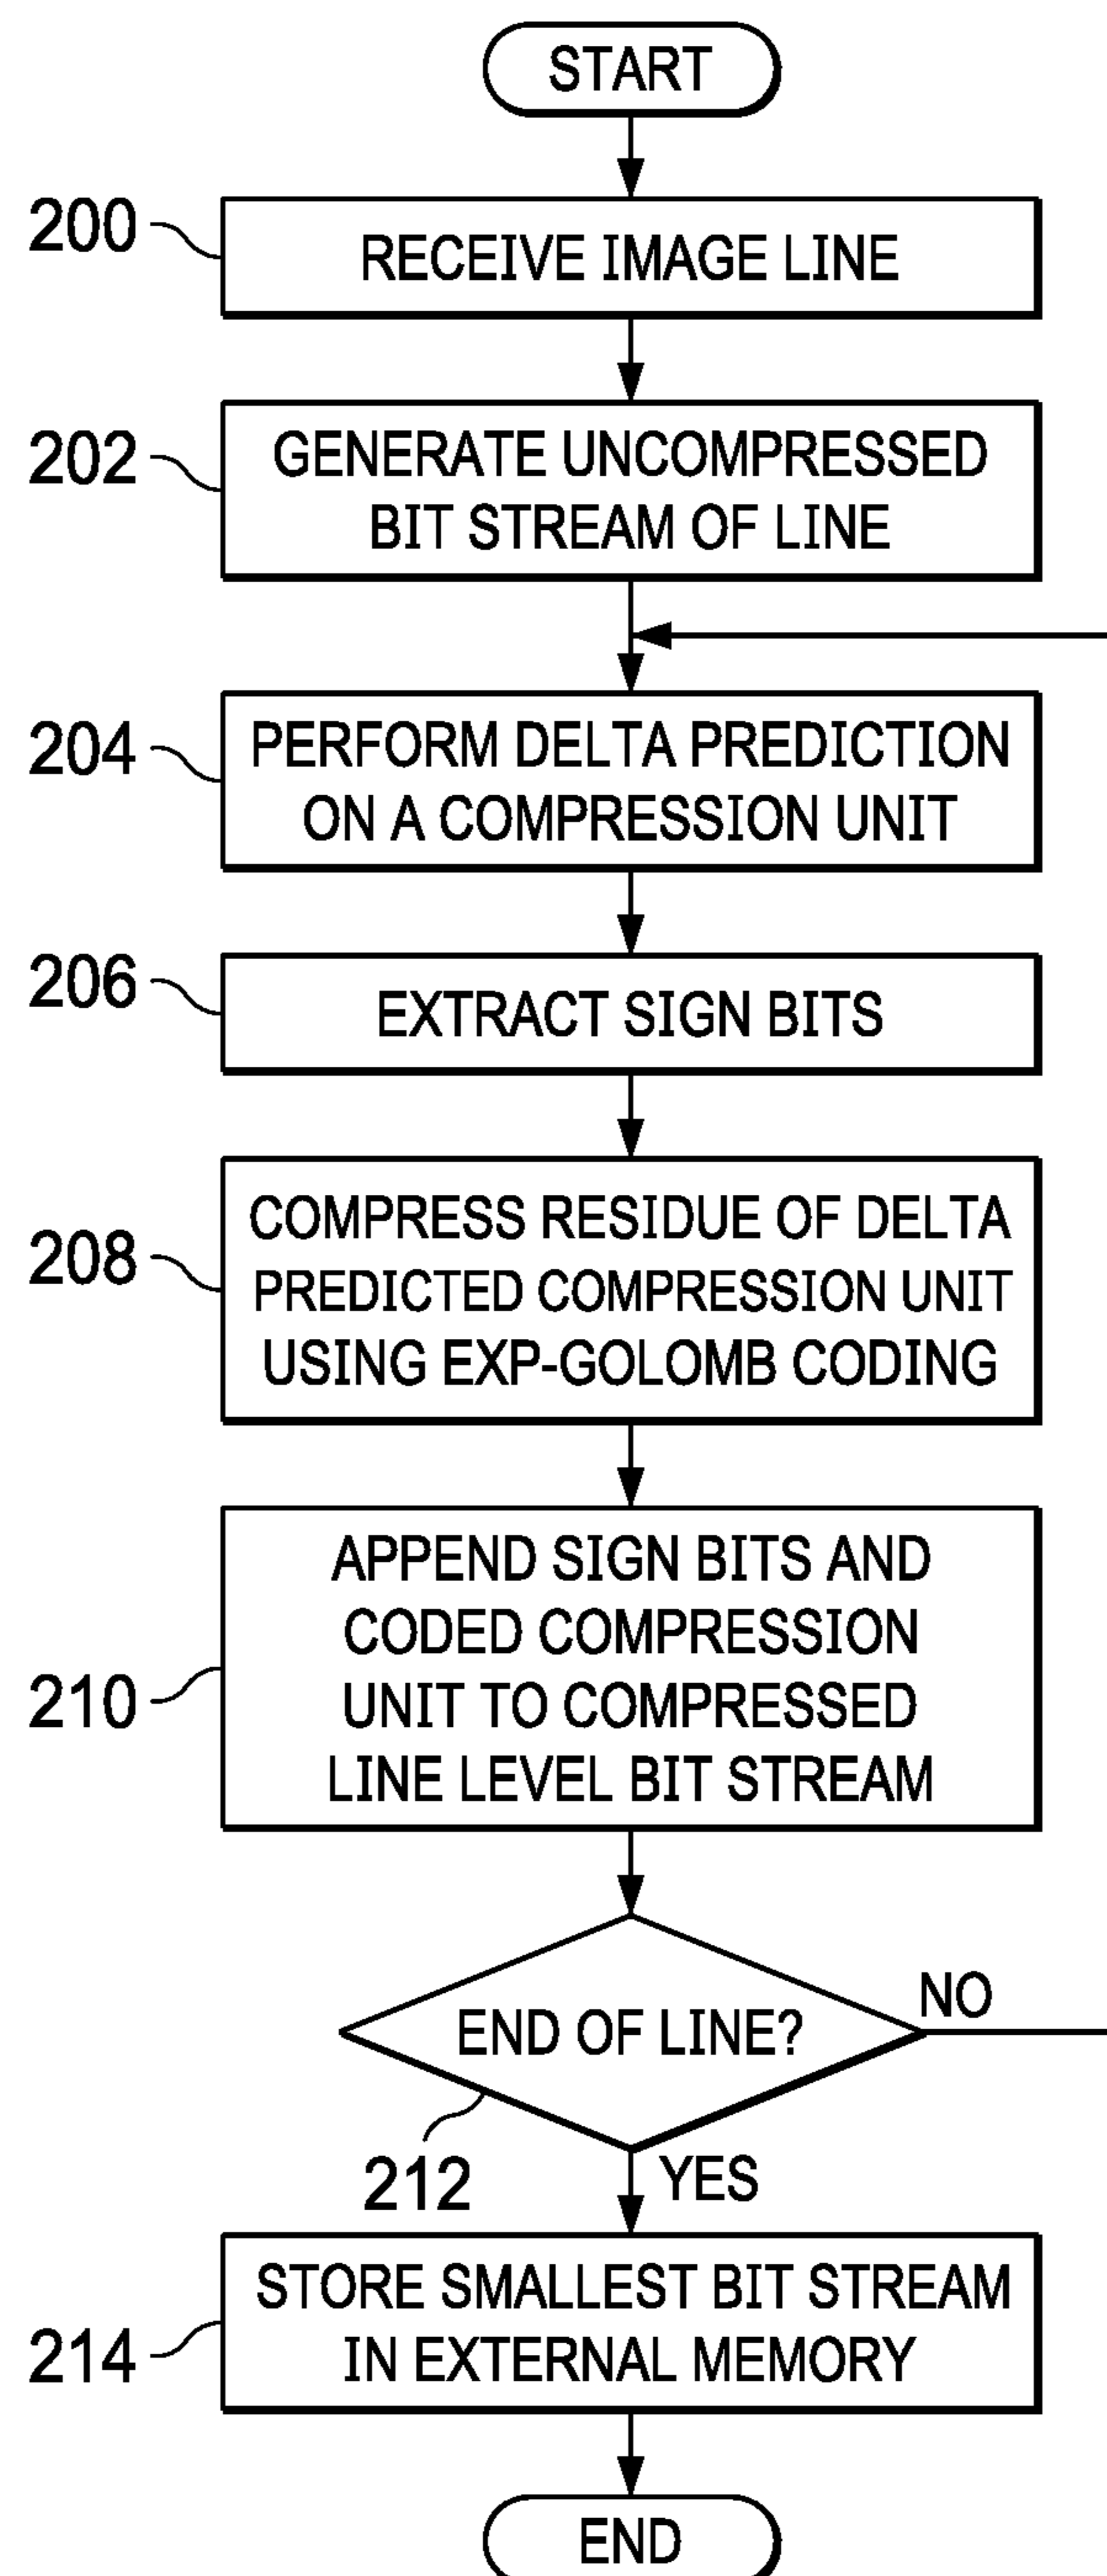 START
200
RECEIVE IMAGE LINE
202
GENERATE UNCOMPRESSED
BIT STREAM OF LINE
204
PERFORM DELTA PREDICTION
ON A COMPRESSION UNIT
206
EXTRACT SIGN BITS
208
COMPRESS RESIDUE OF DELTA
PREDICTED COMPRESSION UNIT
USING EXP-GOLOMB CODING
210
APPEND SIGN BITS AND
CODED COMPRESSION
UNIT TO COMPRESSED
LINE LEVEL BIT STREAM
END OF LINE?
NO
212
YES
214
STORE SMALLEST BIT STREAM
IN EXTERNAL MEMORY
END